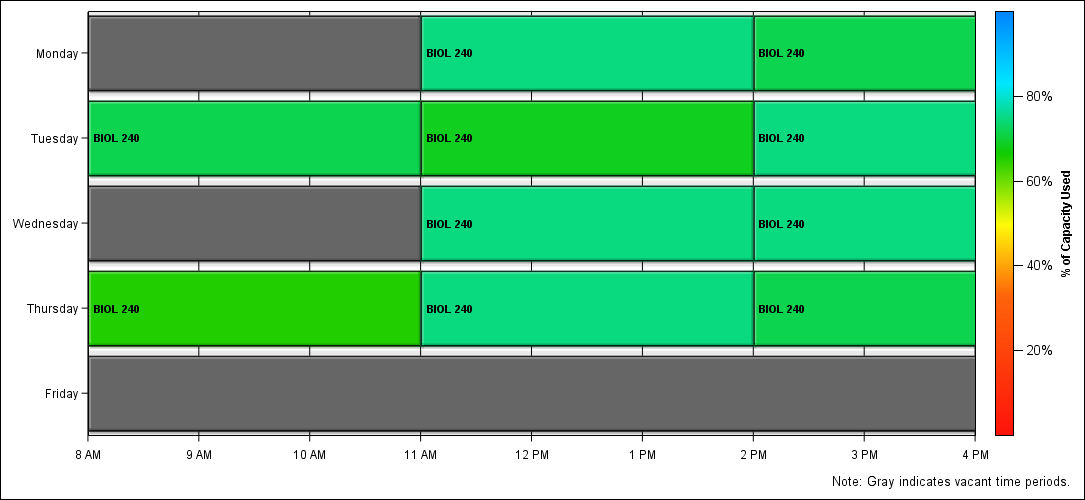 Monday
BIOL 240
BIOL 240
Tuesday
BIOL 240
BIOL 240
BIOL 240
Wednesday
BIOL 240
BIOL 240
Thursday
BIOL 240
BIOL 240
BIOL 240
Friday
8 AM 9 AM 10 AM 11 AM 12 PM 1 PM 2 PM 3 PM 4 PM
80%
60%
40%
20%
% of Capacity Used
Note: Gray indicates vacant time periods.